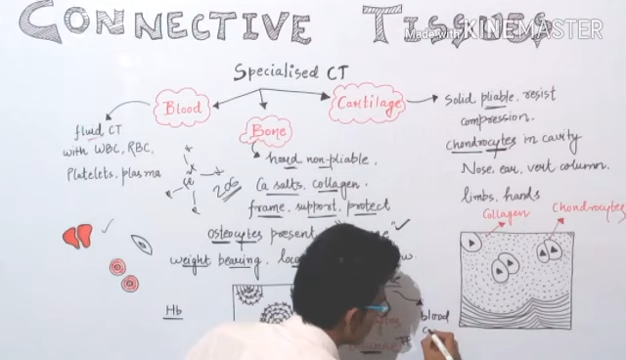 CONNECTIVE TISSUES
Made with KINEMASTER
Specialised CT
Blood
Bone
Cartilage
fluid CT
with WBC, RBC,
Platelets, plasma
206
hard non-pliable.
Ca salts, collagen.
frame, support, protect
osteocytes present
weight bearing,
Hb
Solid pliable, resist
compression.
Chondrocytes in cavity
Nose, ear, vert column.
limbs, hands
Collagen
Chondrocytes
blood